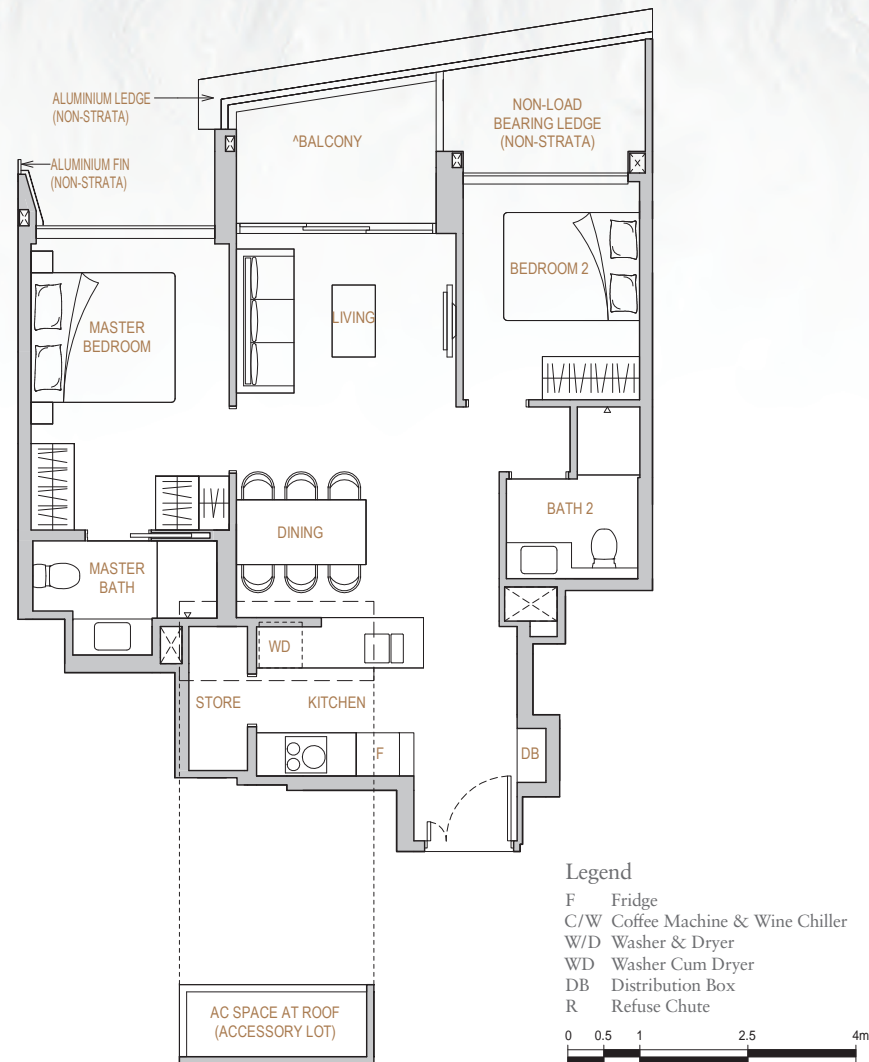 ALUMINIUM LEDGE
(NON-STRATA)
NON-LOAD
BEARING LEDGE
(NON-STRATA)
^BALCONY
ALUMINIUM FIN
(NON-STRATA)
BEDROOM 2
MASTER
BEDROOM
LIVING
BATH 2
DINING
MASTER
BATH
WD
STORE
KITCHEN
F
DB
AC SPACE AT ROOF
(ACCESSORY LOT)
Legend
F Fridge
C/W Coffee Machine & Wine Chiller
W/D Washer & Dryer
WD Washer Cum Dryer
DB Distribution Box
R Refuse Chute
0 0.5 1 2.5 4m